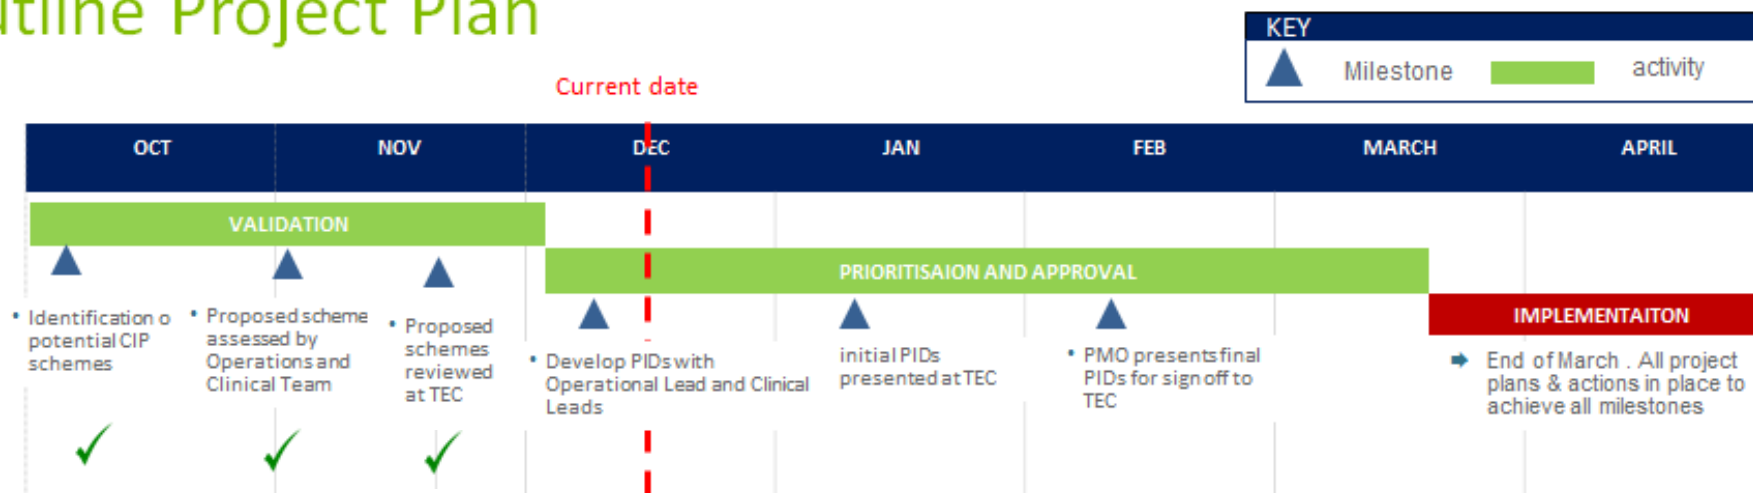 utline Project Plan
KEY
Milestone
activity
Current date
OCT
NOV
DEC
JAN
FEB
MARCH
APRIL
VALIDATION
PRIORITISAION AND APPROVAL
IMPLEMENTAITON
• Identification o
potential CIP
schemes
• Proposed scheme
assessed by
Operations and
Clinical Team
• Proposed
schemes
reviewed
at TEC
• Develop PIDs with
Operational Lead and Clinical
Leads
initial PIDs
presented at TEC
• PMO presents final
PIDs for sign off to
TEC
End of March . All project
plans & actions in place to
achieve all milestones